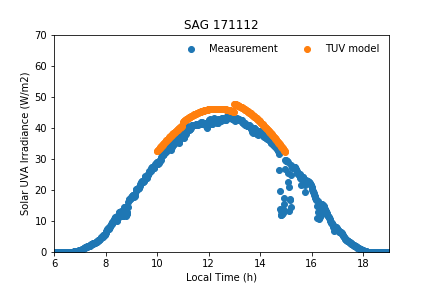 SAG 171112
Measurement TUV model
Solar UVA Irradiance (W/m2)
70
60
50
40
30
20
10
0
6 8 10 12 14 16 18
Local Time (h)